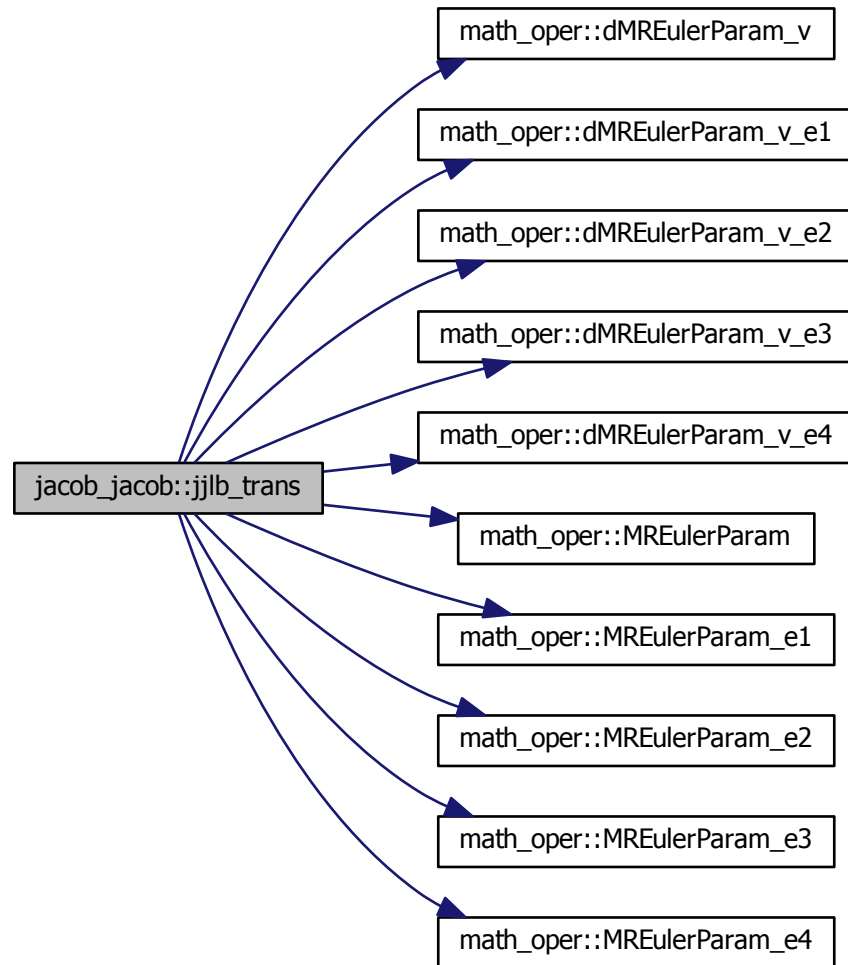 math_oper::dMREulerParam_v
math_oper::dMREulerParam_v_e1
math_oper::dMREulerParam_v_e2
math_oper::dMREulerParam_v_e3
math_oper::dMREulerParam_v_e4
jacob_jacob::jjlb_trans
math_oper::MREulerParam
math_oper::MREulerParam_e1
math_oper::MREulerParam_e2
math_oper::MREulerParam_e3
math_oper::MREulerParam_e4